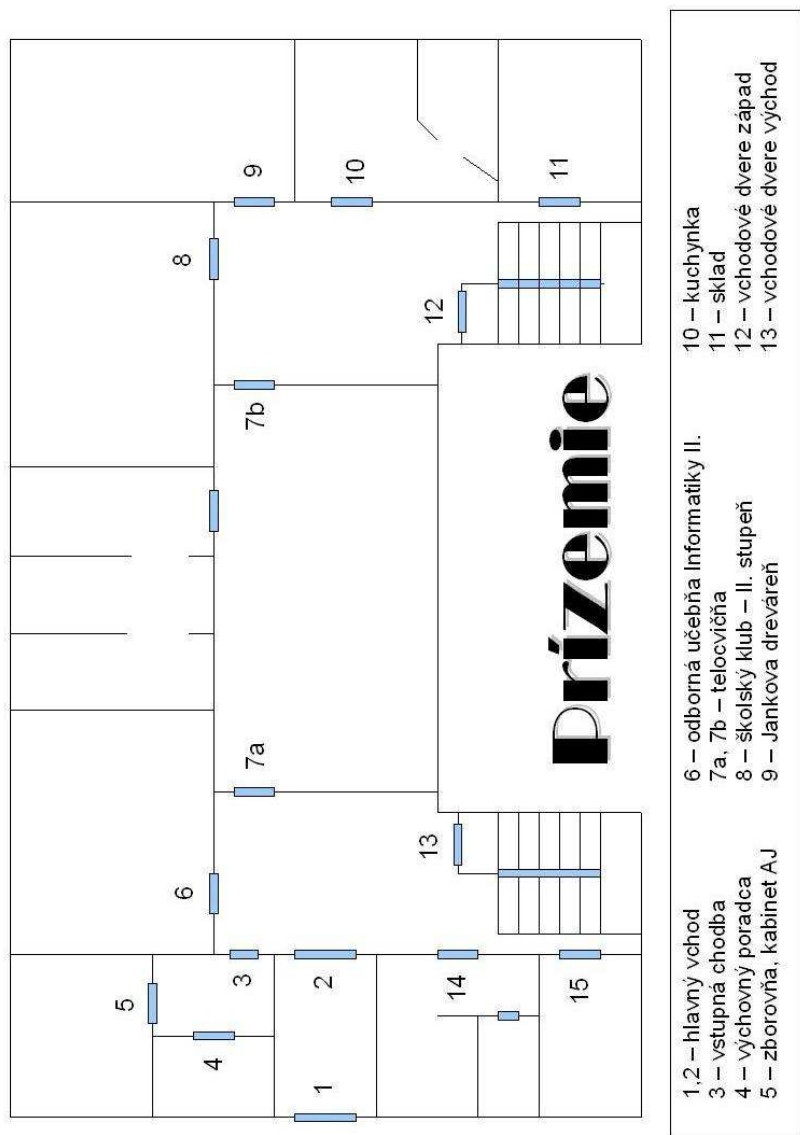 8
9
6
7a
7b
10
5
3
4
2
12
13
11
1
14
15
Prízemie
1,2 – hlavný vchod
3 – vstupná chodba
4 – výchovný poradca
5 – zborovňa, kabinet AJ
6 – odborná učebňa Informatiky II.
7a, 7b – telocvičňa
8 – školský klub – II. stupeň
9 – Jankova dreváreň
10 – kuchynka
11 – sklad
12 – vchodové dvere západ
13 – vchodové dvere východ